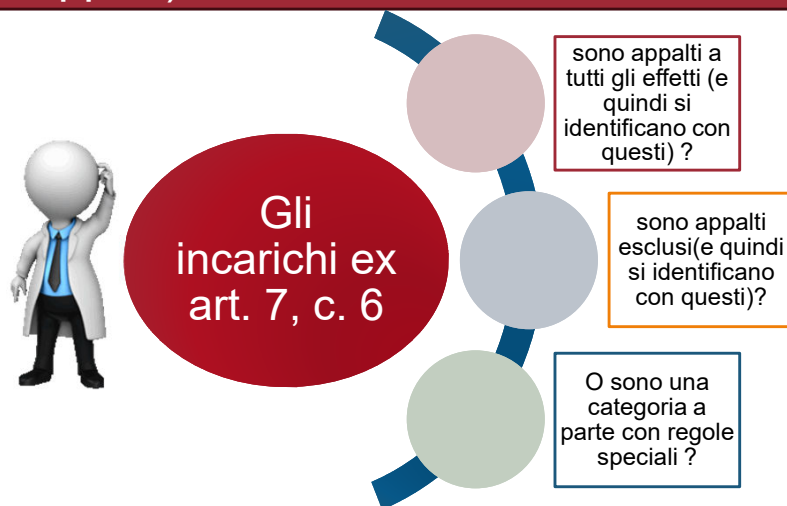 Gli
incarichi ex
art. 7, c. 6
sono appalti a
tutti gli effetti (e
quindi si
identificano con
questi) ?
sono appalti
esclusi(e quindi
si identificano
con questi)?
O sono una
categoria a
parte con regole
speciali ?